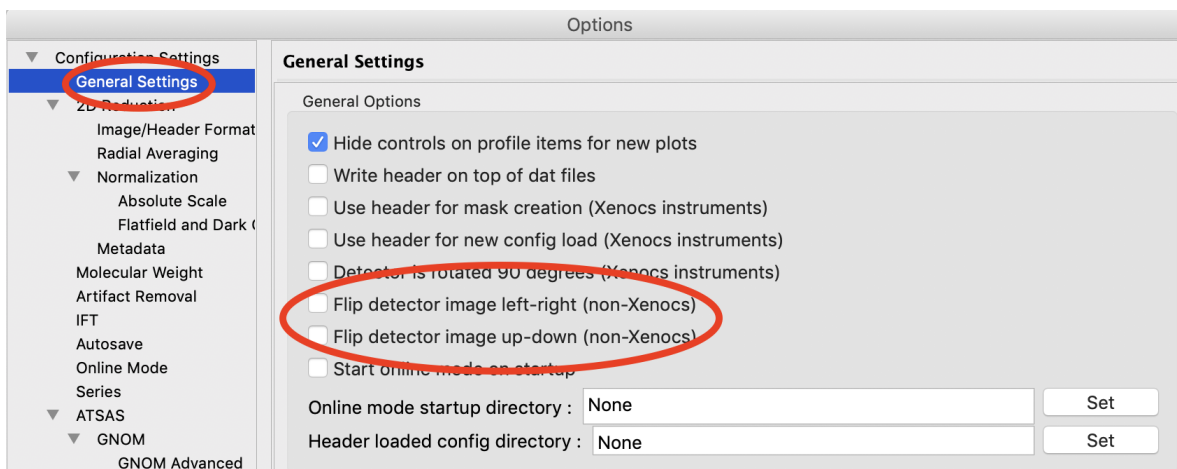 Options
Configuration Settings
General Settings
2D Reduction
Image/Header Format
Radial Averaging
Normalization
Absolute Scale
Flatfield and Dark
Metadata
Molecular Weight
Artifact Removal
IFT
Autosave
Online Mode
Series
ATSAS
GNOM
GNOM Advanced
General Settings
General Options
Hide controls on profile items for new plots
Write header on top of dat files
Use header for mask creation (Xenocs instruments)
Use header for new config load (Xenocs instruments)
Detector is rotated 90 degrees (Xenocs instruments)
Flip detector image left-right (non-Xenocs)
Flip detector image up-down (non-Xenocs)
Start online mode on startup
Online mode startup directory : None Set
Header loaded config directory : None Set